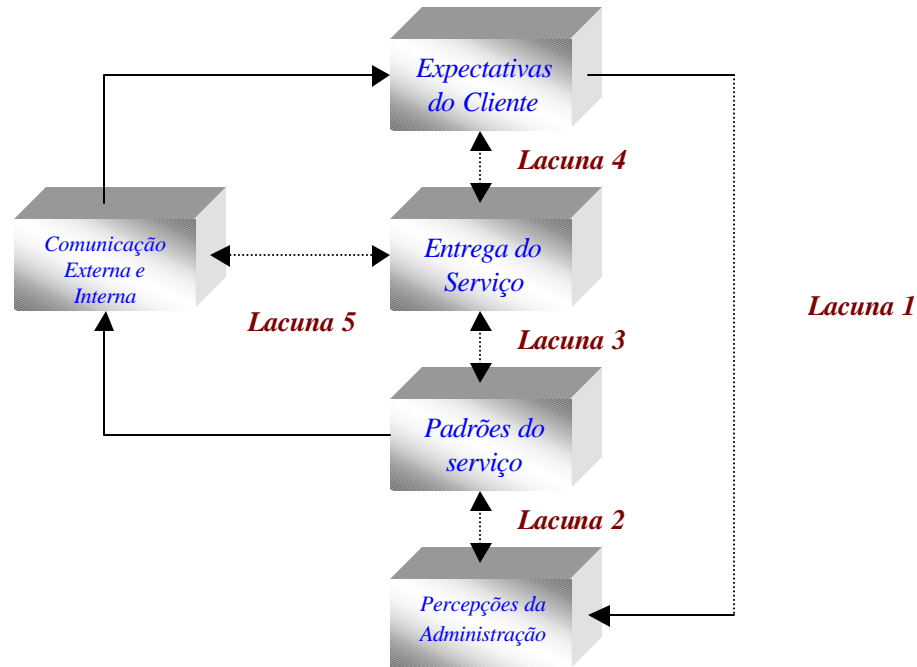 Expectativas
do Cliente
Lacuna 4
Comunicação
Externa e
Interna
Entrega do
Serviço
Lacuna 5
Lacuna 1
Lacuna 3
Padrões do
serviço
Lacuna 2
Percepções da
Administração